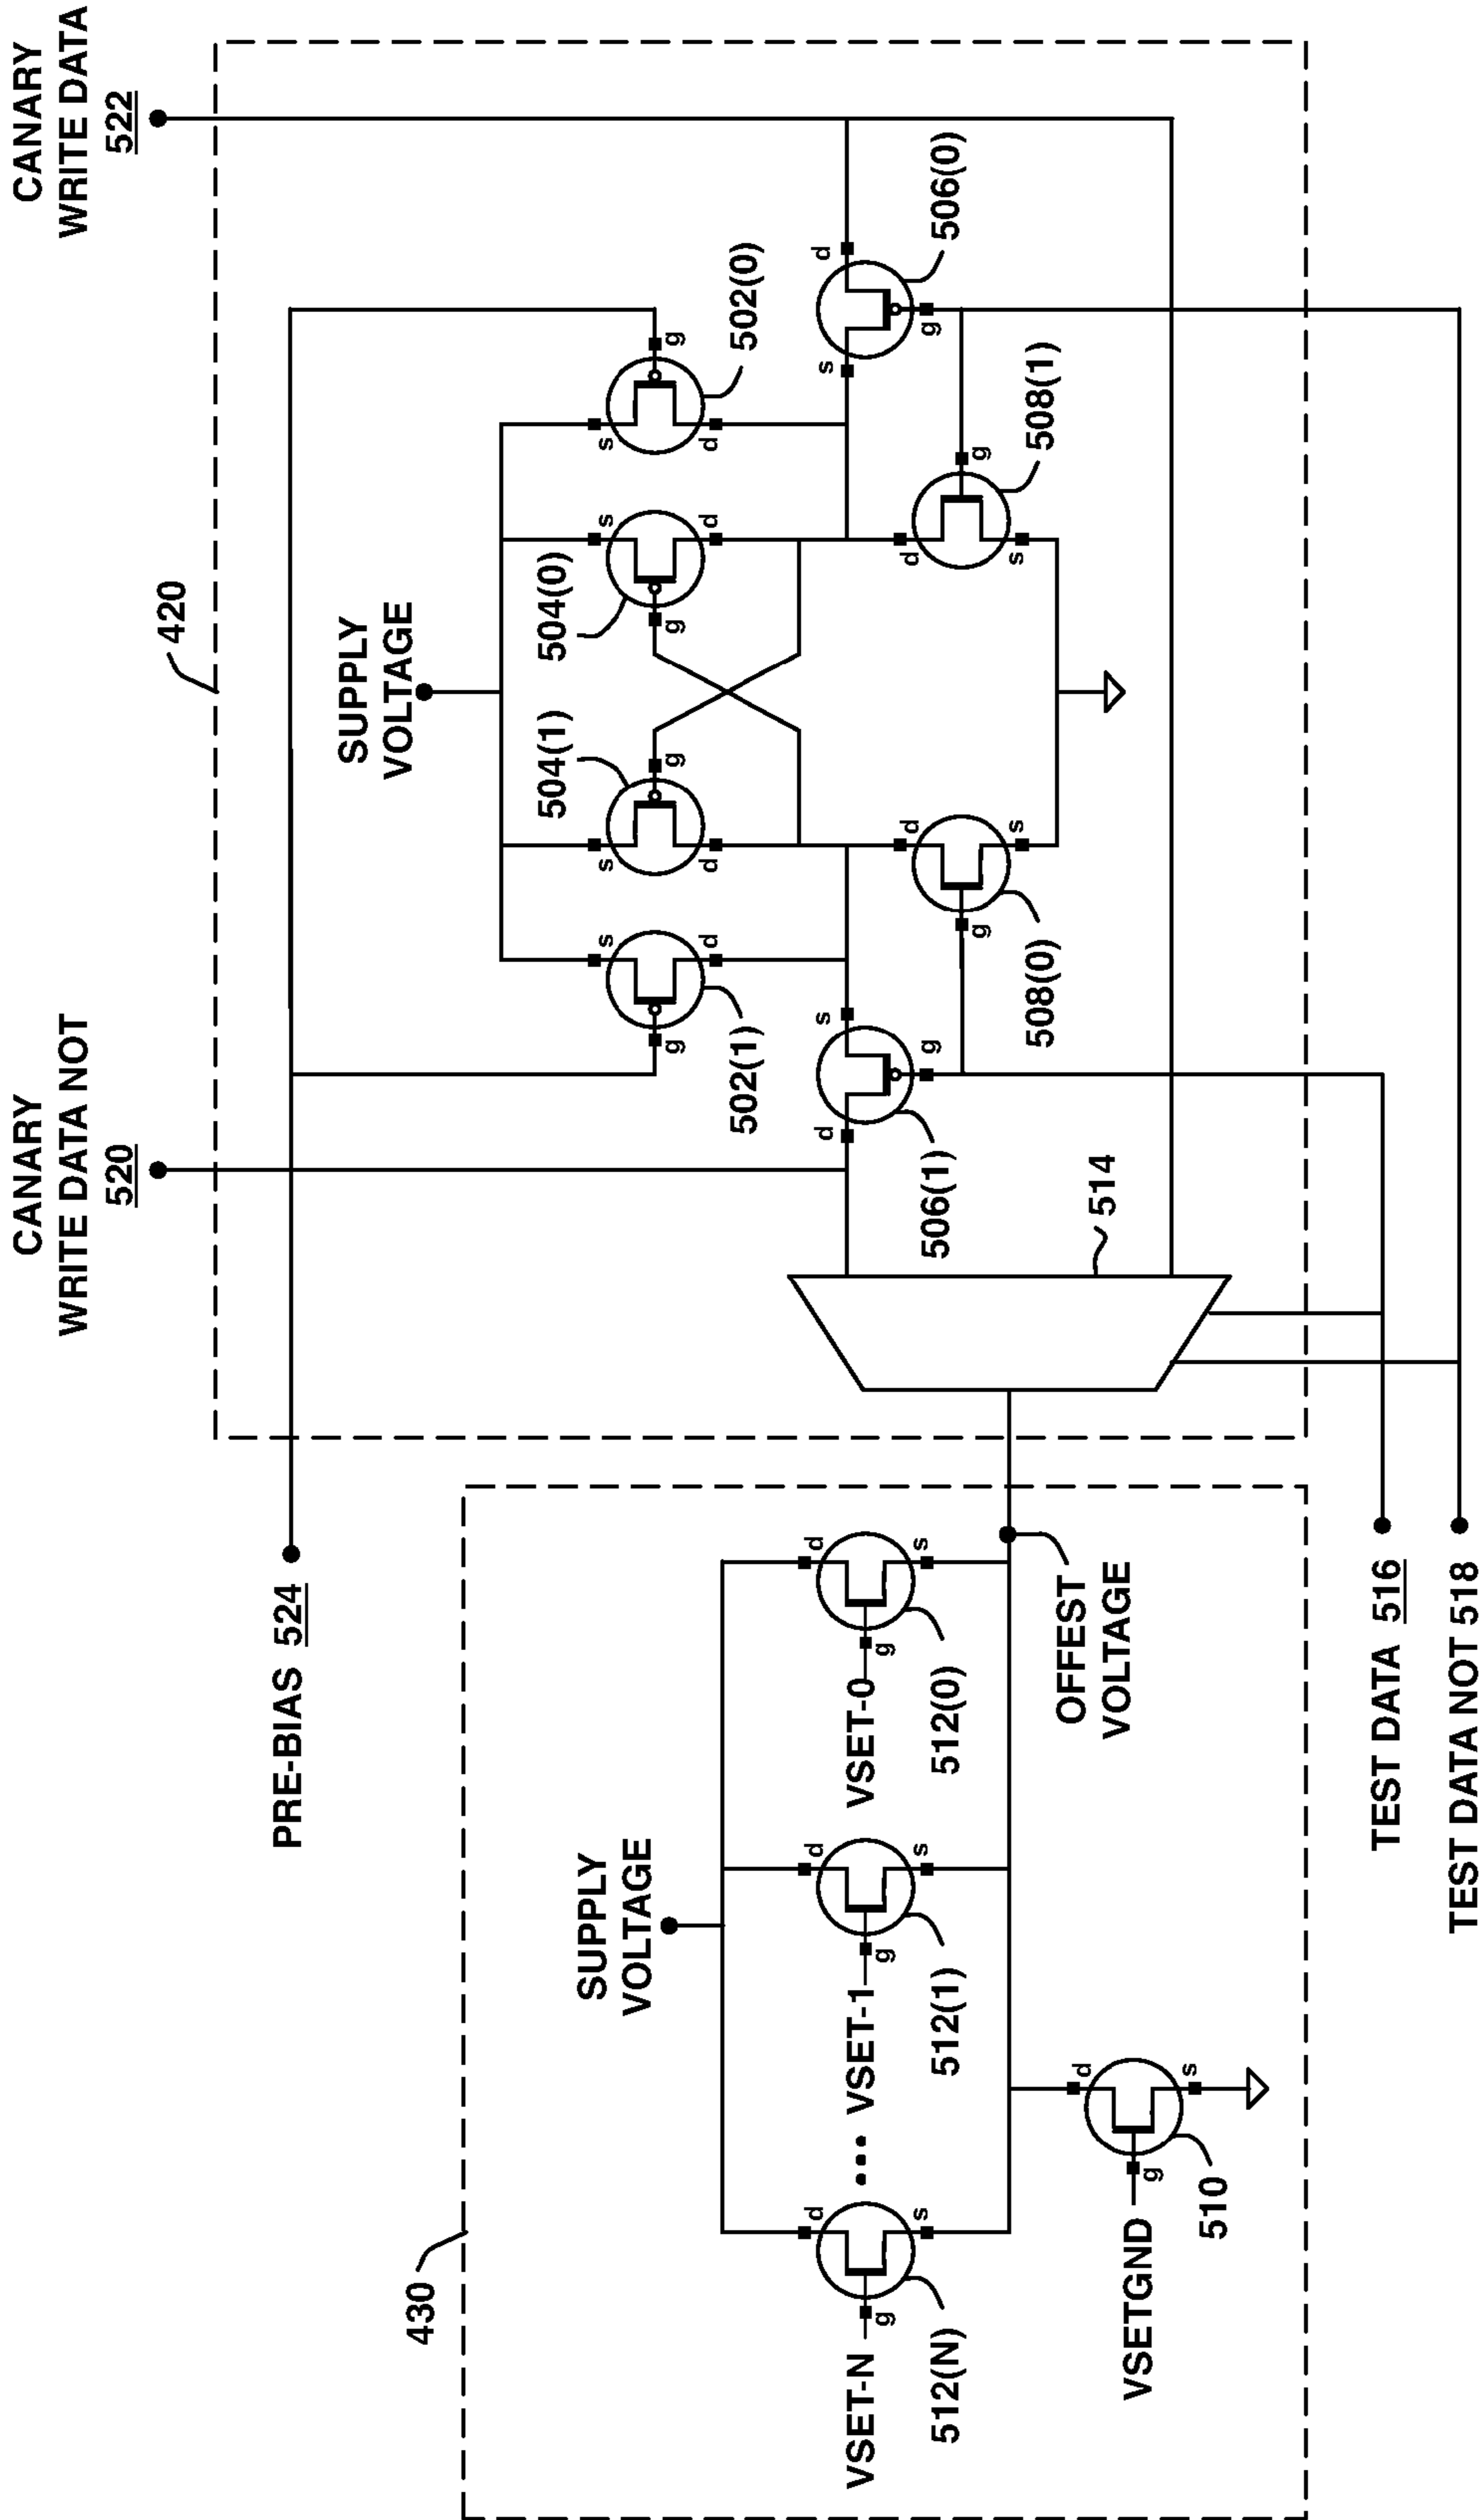 CANARY
WRITE DATA NOT
520
CANARY
WRITE DATA
522
420
PRE-BIAS 524
SUPPLY
VOLTAGE
g
g
s
s
s
s
g
g
d
d
d
d
502(1)
504(1)
504(0)
502(0)
d
s
s
d
g
g
506(1)
506(0)
d
d
g
g
s
s
508(0)
508(1)
514
430
SUPPLY
VOLTAGE
d
d
d
VSET-N
g
VSET-1
g
VSET-0
g
s
s
s
512(N)
512(1)
512(0)
OFFEST
VOLTAGE
d
VSETGND
g
s
510
TEST DATA 516
TEST DATA NOT 518